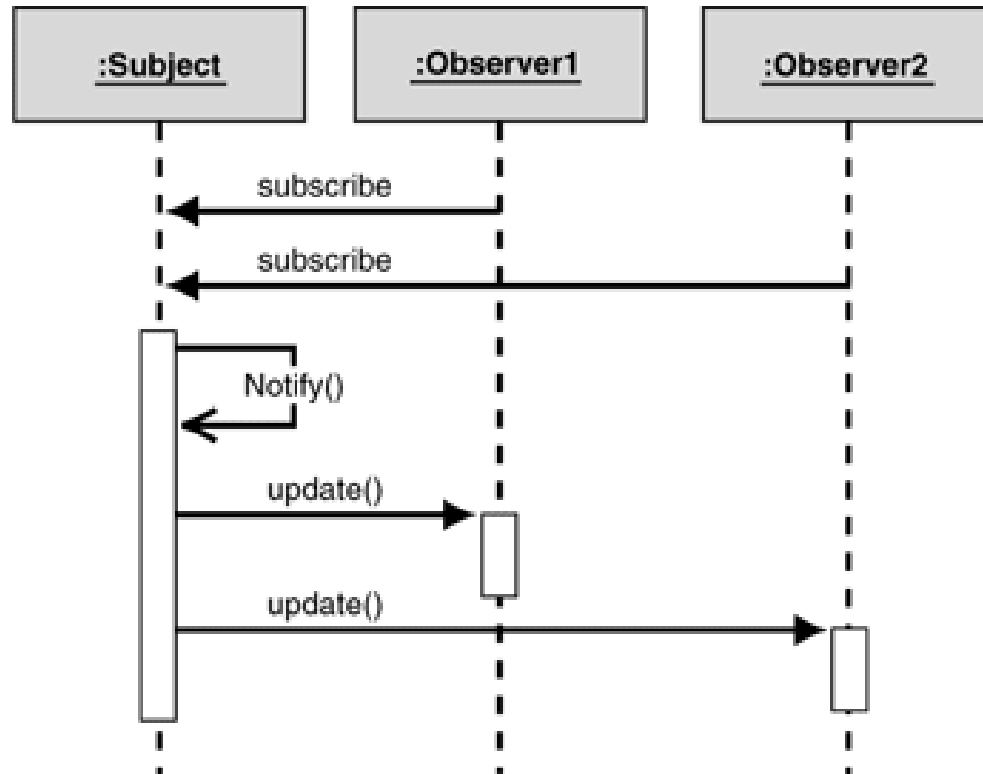 :Subject
:Observer1
:Observer2
subscribe
subscribe
Notify()
update()
update()